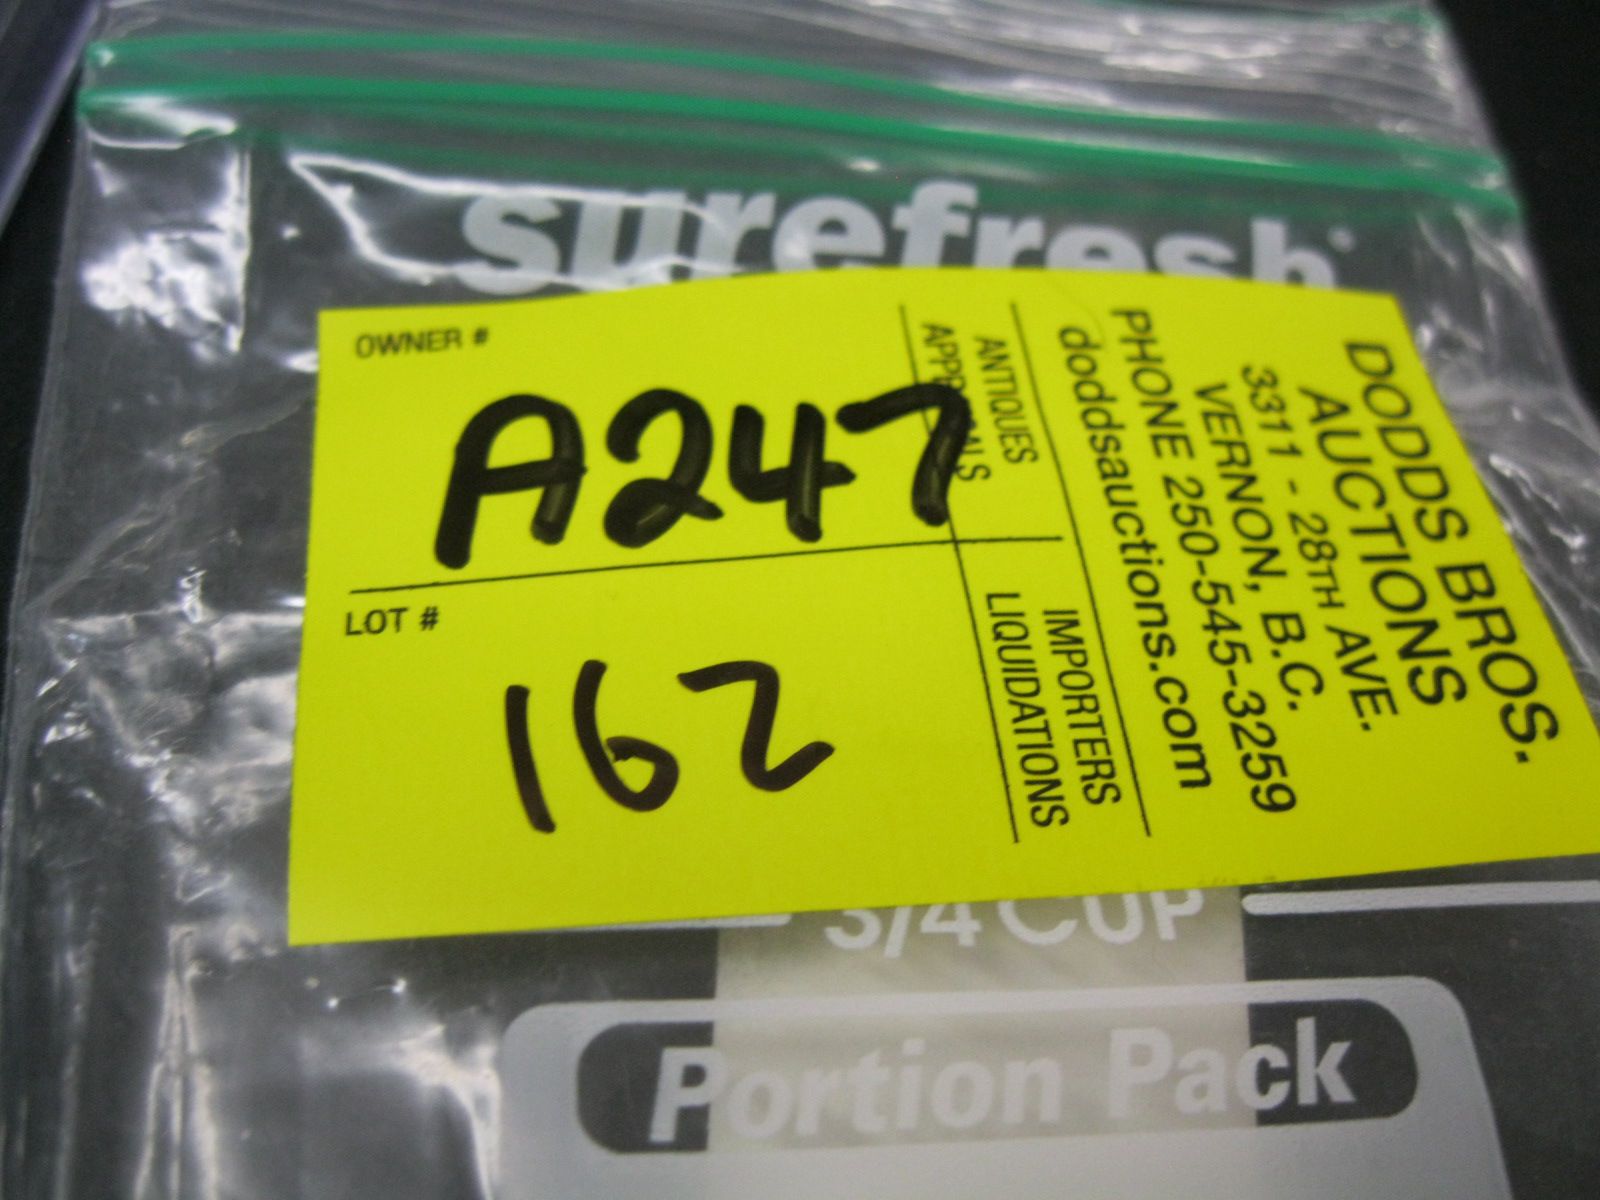 surefresh
OWNER #
A247
LOT #
162
ANTIQUES
APPRAISALS
IMPORTERS
LIQUIDATIONS
DODDS BROS.
AUCTIONS
3311 - 28TH AVE.
VERNON, B.C.
PHONE 250-545-3259
doddsauctions.com
3/4 CUP
Portion Pack